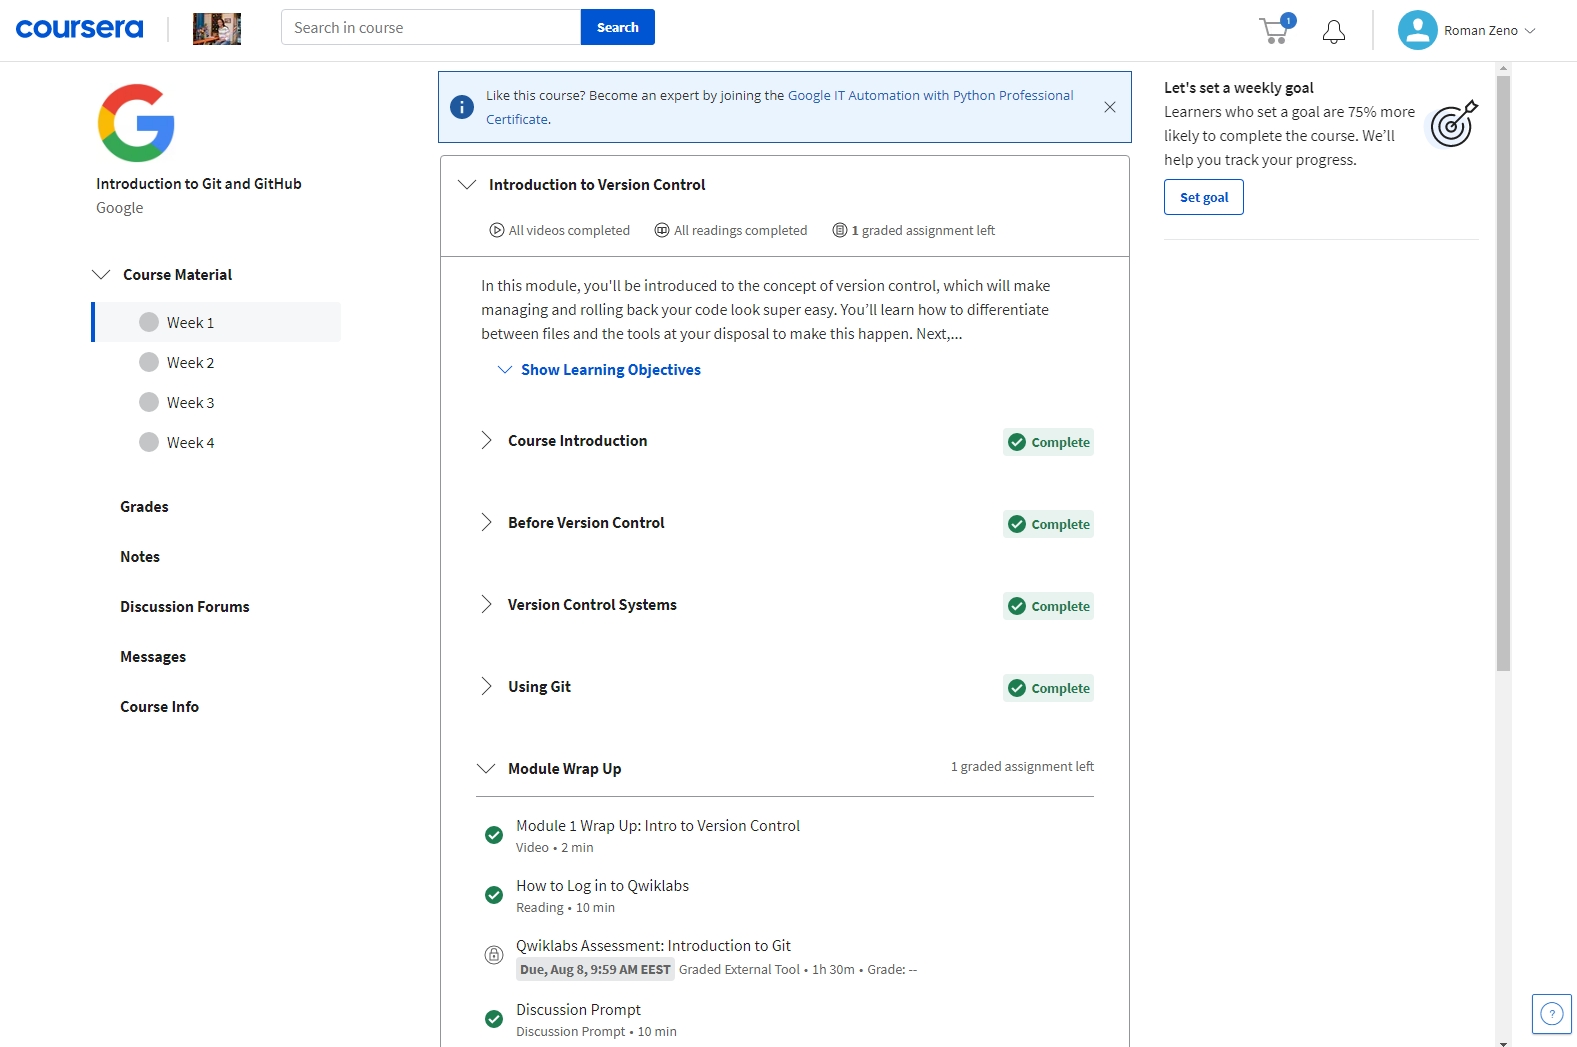 coursera
Search in course
Search
1
Roman Zeno
Introduction to Git and GitHub
Google
Course Material
Week 1
Week 2
Week 3
Week 4
Grades
Notes
Discussion Forums
Messages
Course Info
Like this course? Become an expert by joining the Google IT Automation with Python Professional
Certificate.
Introduction to Version Control
All videos completed
All readings completed
1 graded assignment left
In this module, you'll be introduced to the concept of version control, which will make
managing and rolling back your code look super easy. You’ll learn how to differentiate
between files and the tools at your disposal to make this happen. Next,...
Show Learning Objectives
Course Introduction
Complete
Before Version Control
Complete
Version Control Systems
Complete
Using Git
Complete
Module Wrap Up
1 graded assignment left
Module 1 Wrap Up: Intro to Version Control
Video • 2 min
How to Log in to Qwiklabs
Reading • 10 min
Qwiklabs Assessment: Introduction to Git
Due, Aug 8, 9:59 AM EEST Graded External Tool • 1h 30m • Grade: --
Discussion Prompt
Discussion Prompt • 10 min
Let's set a weekly goal
Learners who set a goal are 75% more
likely to complete the course. We’ll
help you track your progress.
Set goal
?